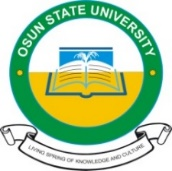 OSUN STATE UNIVERSITY
LIVING SPRING OF KNOWLEDGE AND CULTURE